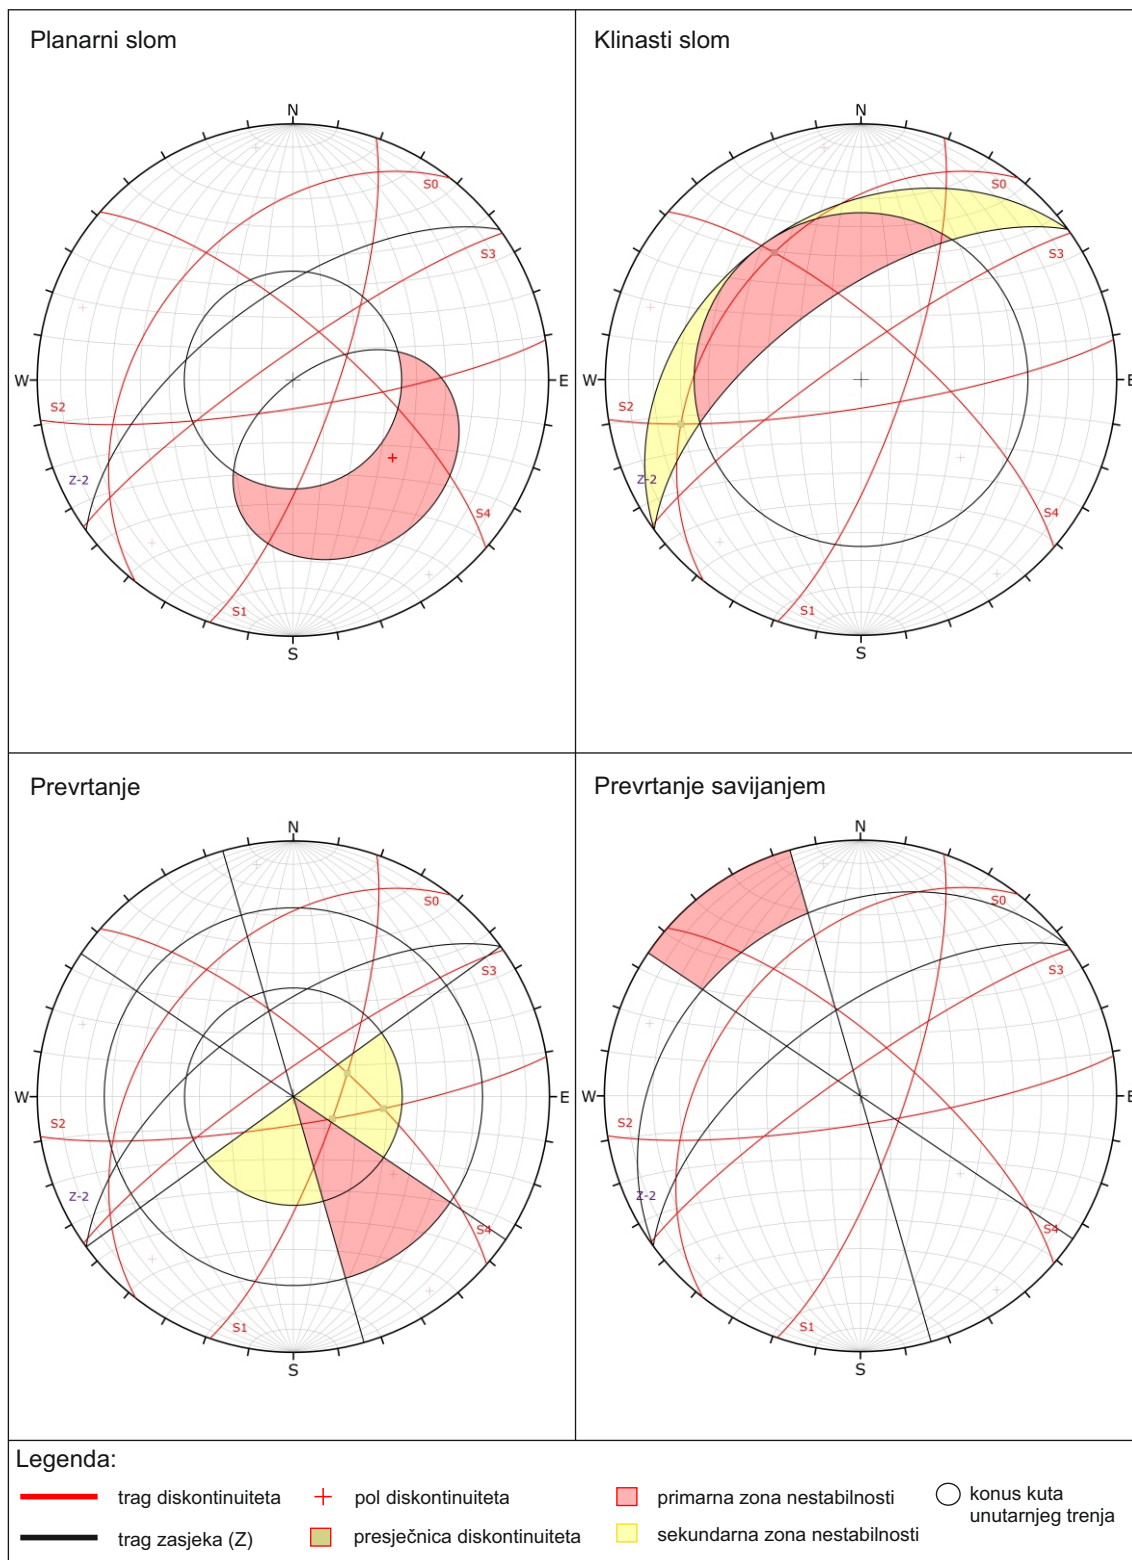 Planarni slom
N
S0
S3
W
E
S2
Z-2
S4
S1
S
Klinasti slom
N
S0
S3
W
E
S2
Z-2
S4
S1
S
Prevrtanje
N
S0
S3
W
E
S2
Z-2
S4
S1
S
Prevrtanje savijanjem
N
S0
S3
W
E
S2
Z-2
S4
S1
S
Legenda:
trag diskontinuiteta
pol diskontinuiteta
primarna zona nestabilnosti
konus kuta
unutarnjeg trenja
trag zasjeka (Z)
presječnica diskontinuiteta
sekundarna zona nestabilnosti